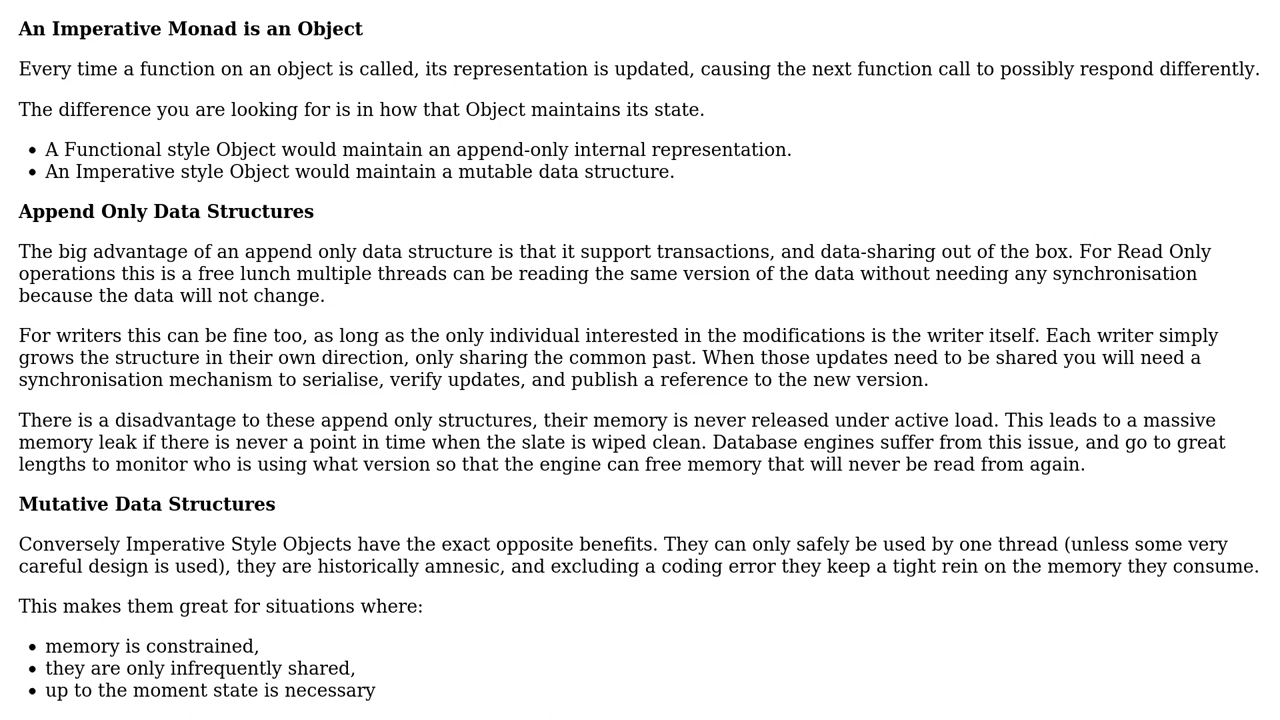 An Imperative Monad is an Object
Every time a function on an object is called, its representation is updated, causing the next function call to possibly respond differently.
The difference you are looking for is in how that Object maintains its state.
• A Functional style Object would maintain an append-only internal representation.
• An Imperative style Object would maintain a mutable data structure.
Append Only Data Structures
The big advantage of an append only data structure is that it support transactions, and data-sharing out of the box. For Read Only
operations this is a free lunch multiple threads can be reading the same version of the data without needing any synchronisation
because the data will not change.
For writers this can be fine too, as long as the only individual interested in the modifications is the writer itself. Each writer simply
grows the structure in their own direction, only sharing the common past. When those updates need to be shared you will need a
synchronisation mechanism to serialise, verify updates, and publish a reference to the new version.
There is a disadvantage to these append only structures, their memory is never released under active load. This leads to a massive
memory leak if there is never a point in time when the slate is wiped clean. Database engines suffer from this issue, and go to great
lengths to monitor who is using what version so that the engine can free memory that will never be read from again.
Mutative Data Structures
Conversely Imperative Style Objects have the exact opposite benefits. They can only safely be used by one thread (unless some very
careful design is used), they are historically amnesic, and excluding a coding error they keep a tight rein on the memory they consume.
This makes them great for situations where:
• memory is constrained,
• they are only infrequently shared,
• up to the moment state is necessary